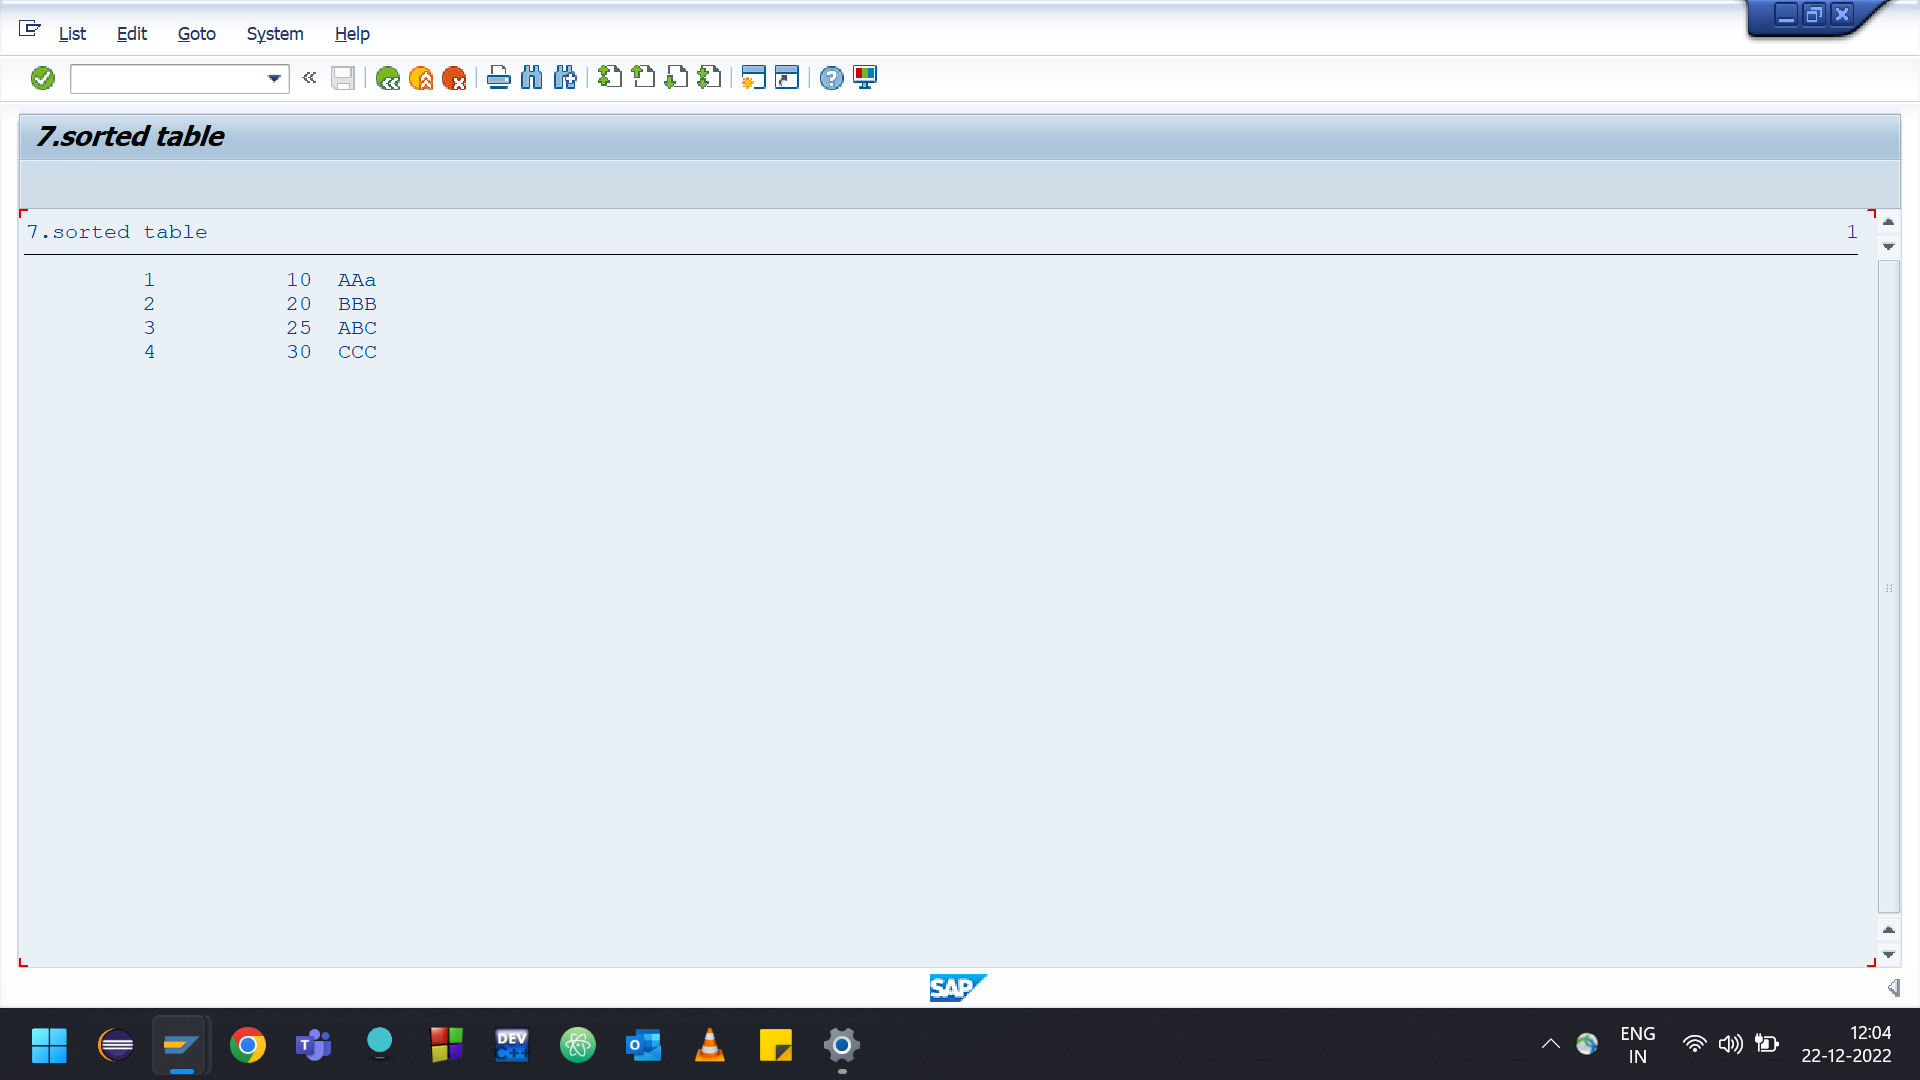 List Edit Goto System Help
7.sorted table
7.sorted table 1
1 10 AAa
2 20 BBB
3 25 ABC
4 30 CCC
SAP
DEV C++
T
O
ENG
IN
12:04
22-12-2022